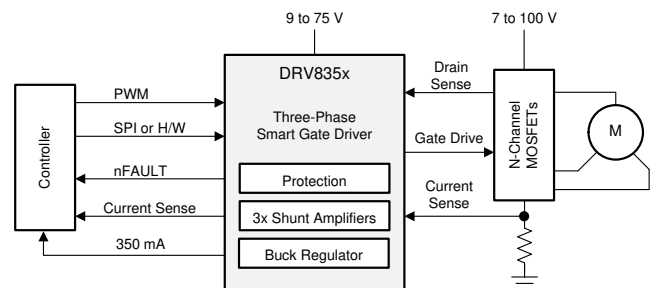 9 to 75 V
7 to 100 V
DRV835x
Three-Phase
Smart Gate Driver
Protection
3x Shunt Amplifiers
Buck Regulator
Controller
PWM
SPI or H/W
nFAULT
Current Sense
350 mA
Drain
Sense
Gate Drive
Current
Sense
N-Channel
MOSFETs
M